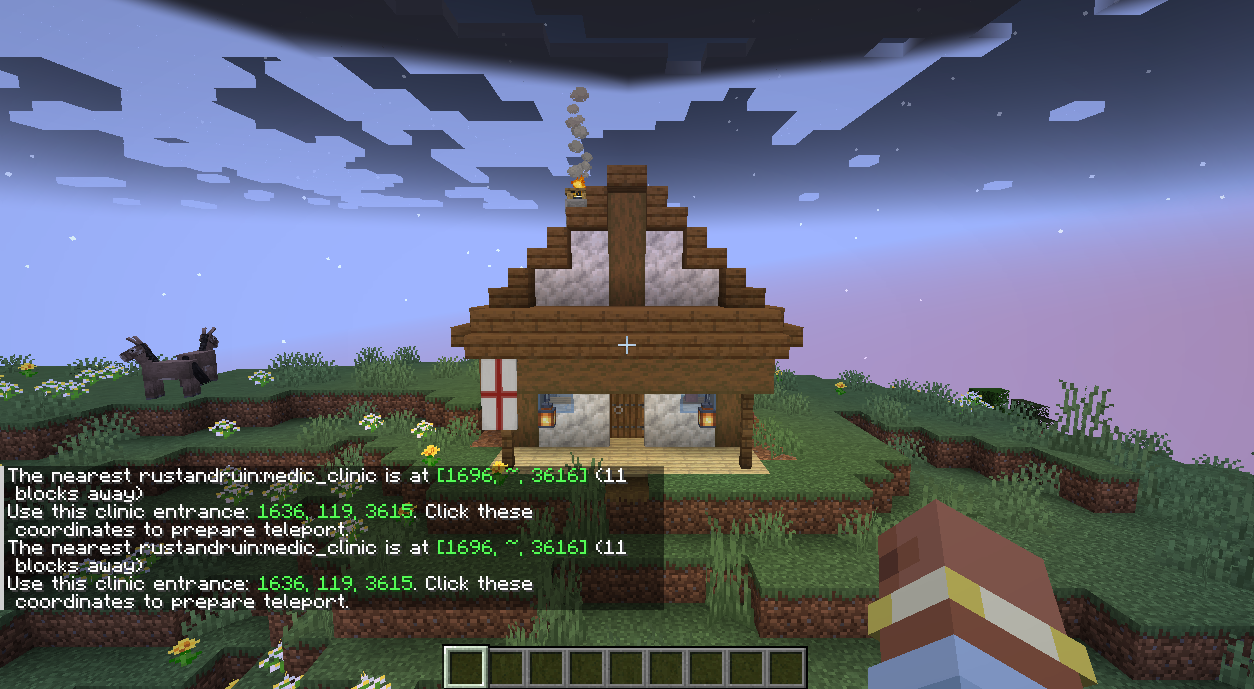 The nearest rustandruin:medic_clinic is at [1696, ~, 3616] (11
blocks away)
Use this clinic entrance: 1636, 119, 3615. Click these
coordinates to prepare teleport.
The nearest rustandruin:medic_clinic is at [1696, ~, 3616] (11
blocks away)
Use this clinic entrance: 1636, 119, 3615. Click these
coordinates to prepare teleport.